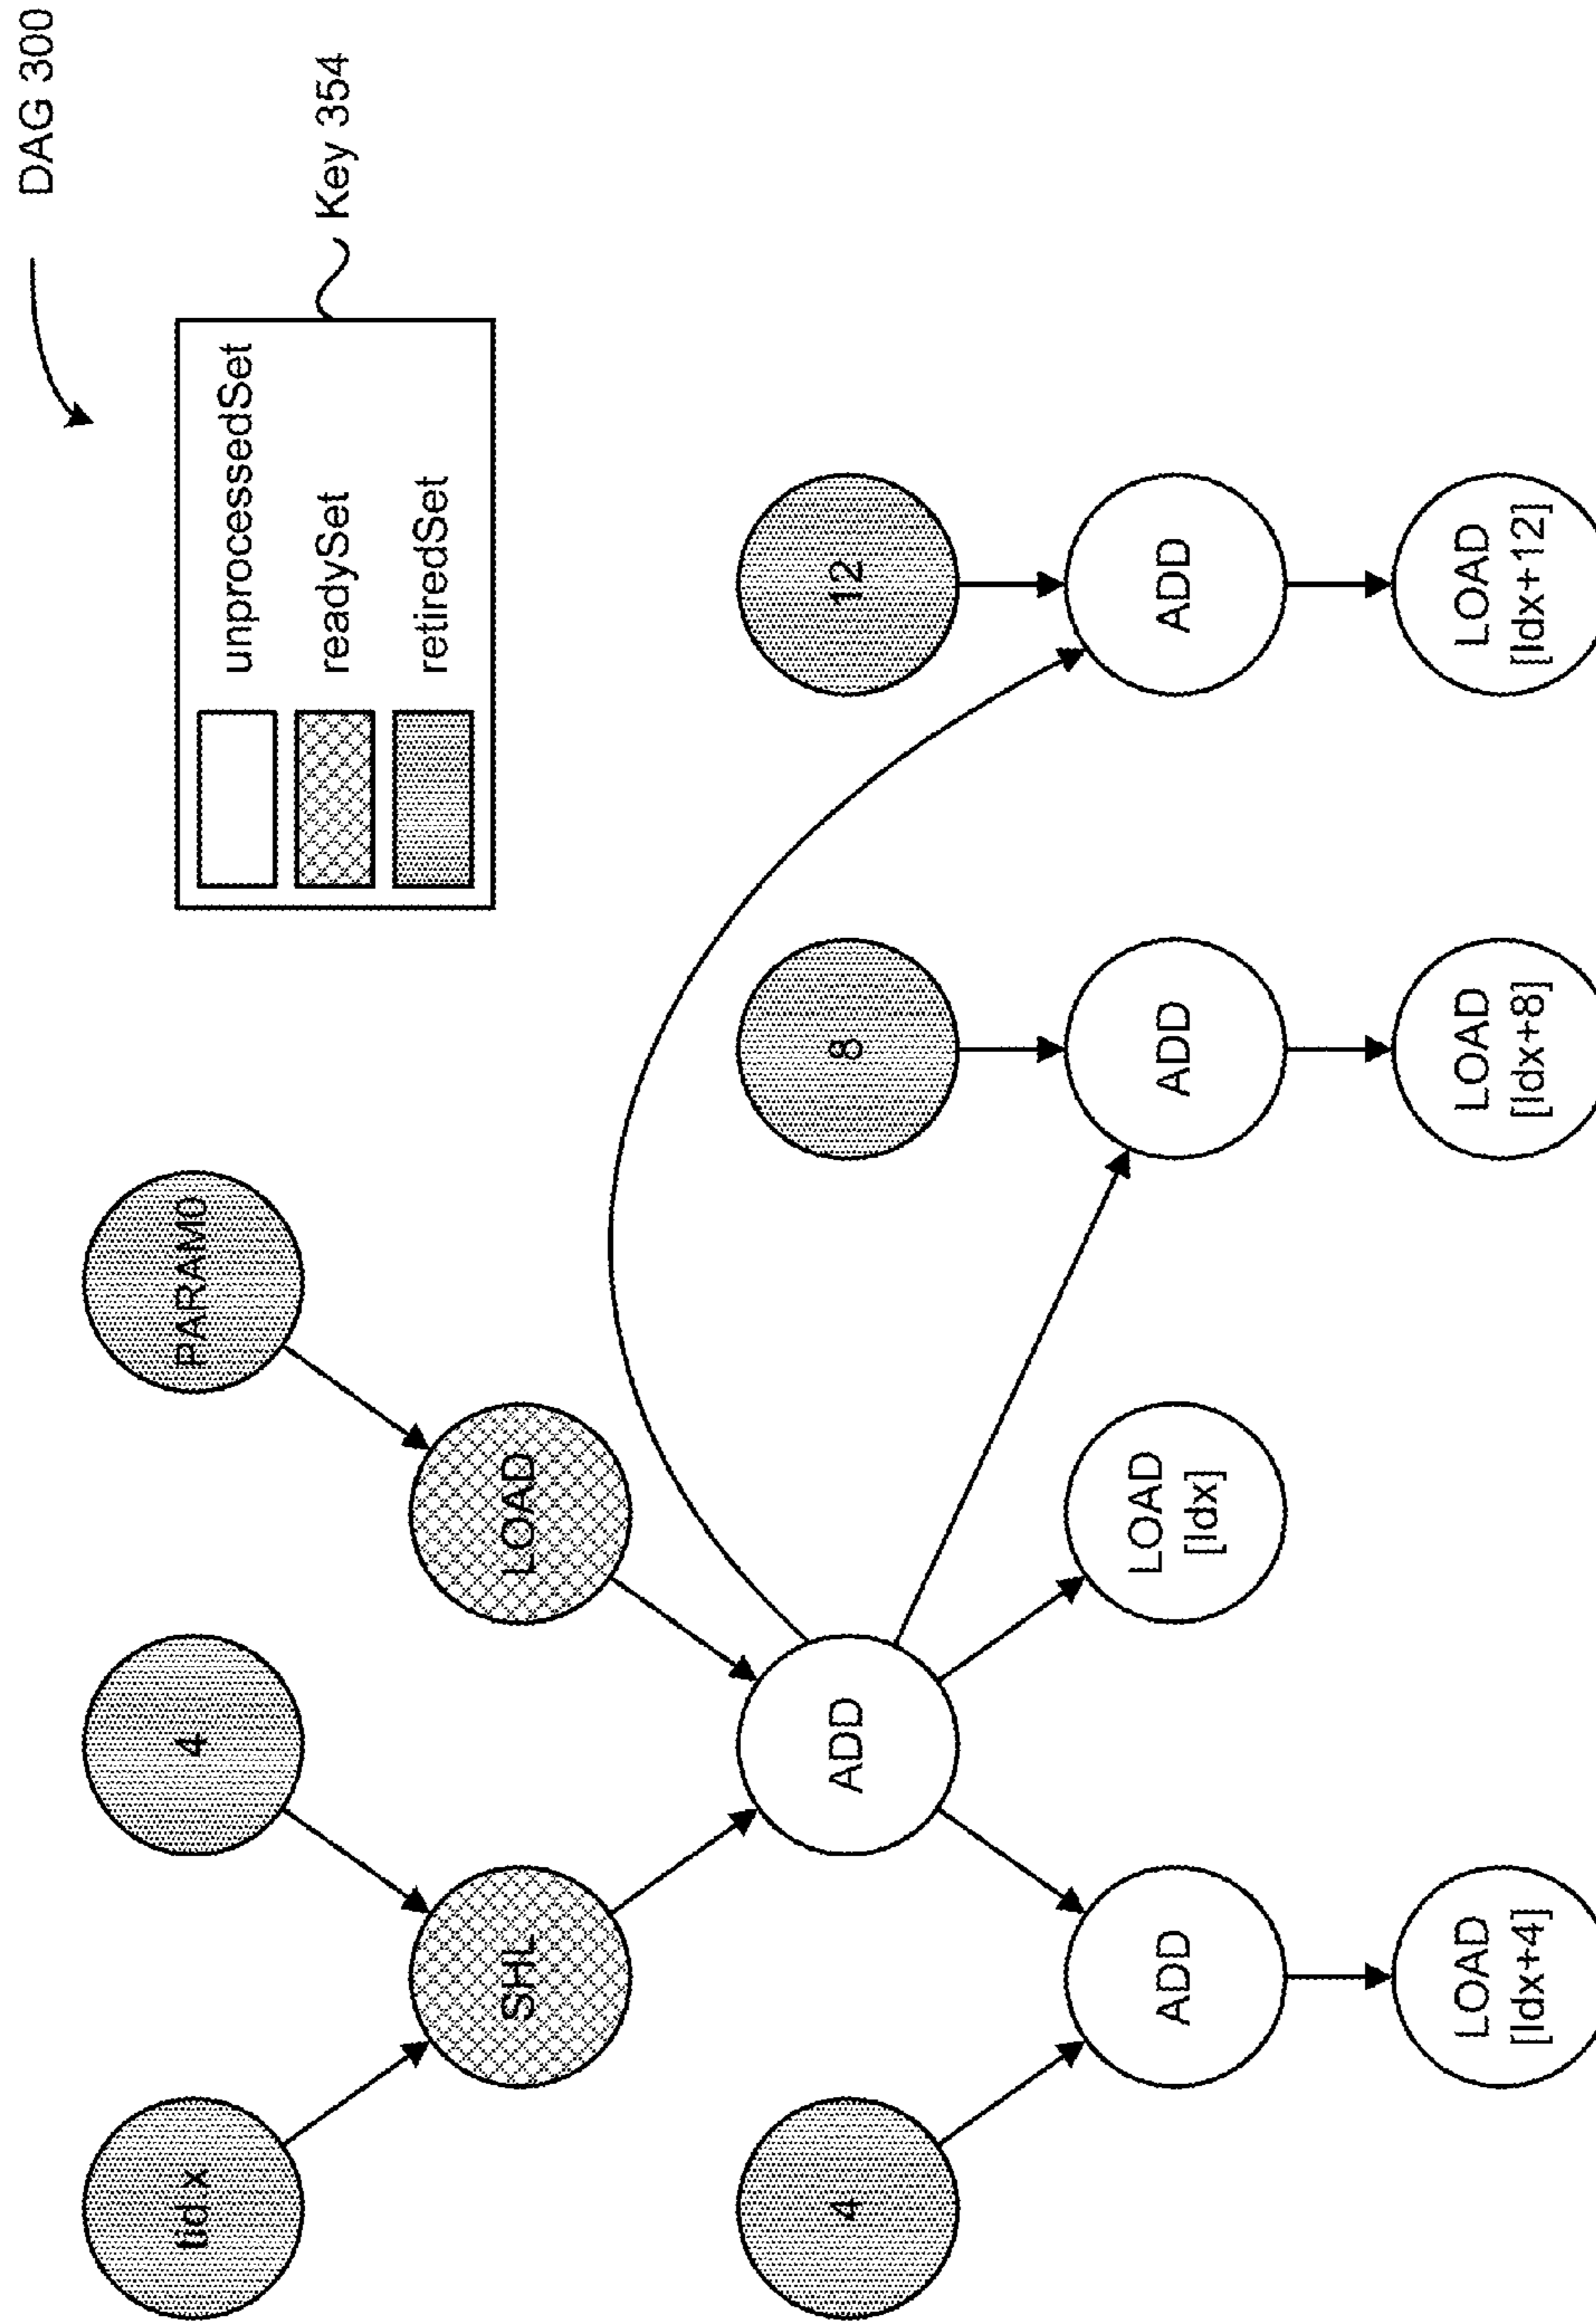 DAG 300
unprocessedSet
readySet
retiredSet
Key 354
tid.x
4
PARAM0
SHL
LOAD
4
ADD
8
12
ADD
LOAD
[Idx]
ADD
ADD
LOAD
[Idx+4]
LOAD
[Idx+8]
LOAD
[Idx+12]